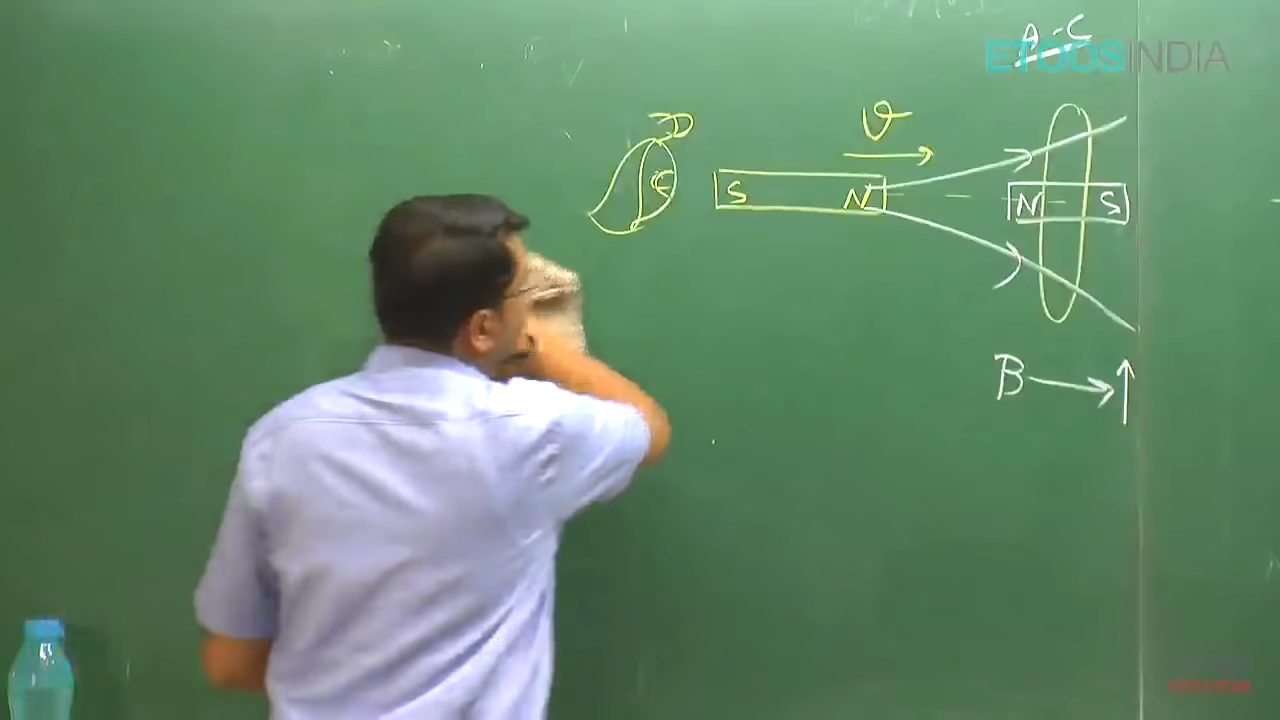 A-C
ETOOSINDIA
v
S N
N S
B → ↑